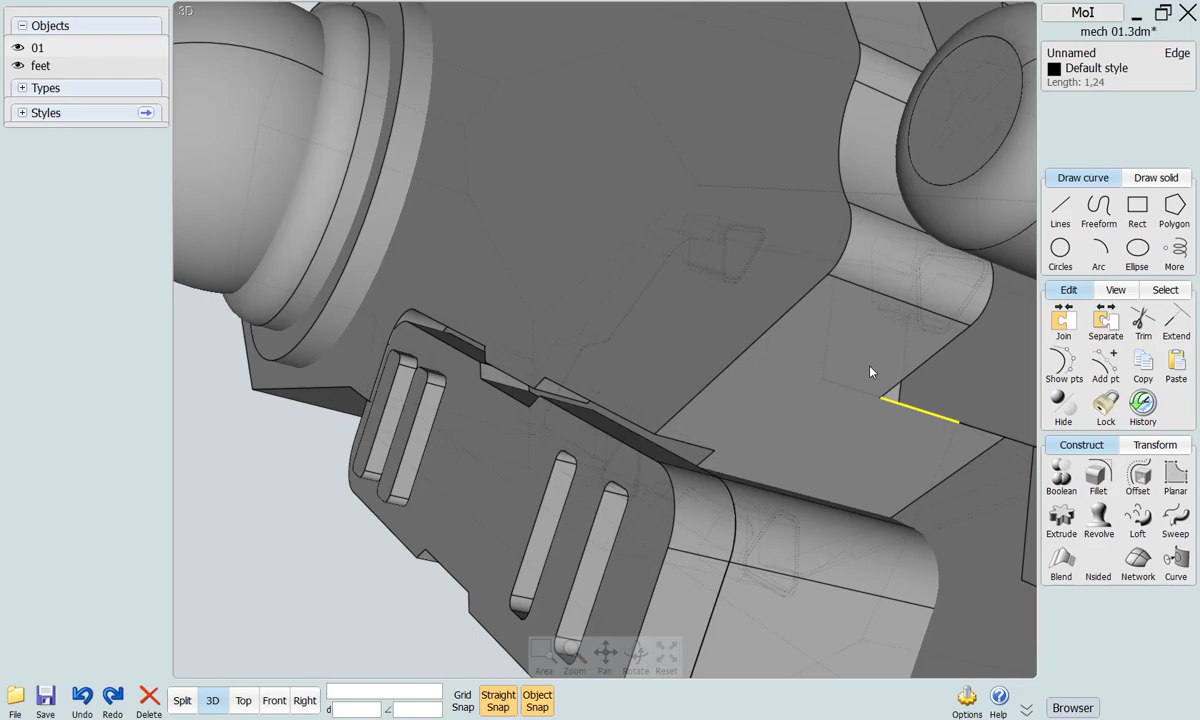 Objects
01
feet
Types
Styles
3D
MoI
mech 01.3dm*
Unnamed Edge
Default style
Length: 1,24
Draw curve Draw solid
Lines Freeform Rect Polygon
Circles Arc Ellipse More
Edit View Select
Join Separate Trim Extend
Show pts Add pt Copy Paste
Hide Lock History
Construct Transform
Boolean Fillet Offset Planar
Extrude Revolve Loft Sweep
Blend Nsided Network Curve
Area Zoom Pan Rotate Reset
File Save Undo Redo Delete
Split 3D Top Front Right
d
Grid Snap
Straight Snap
Object Snap
Options Help
Browser